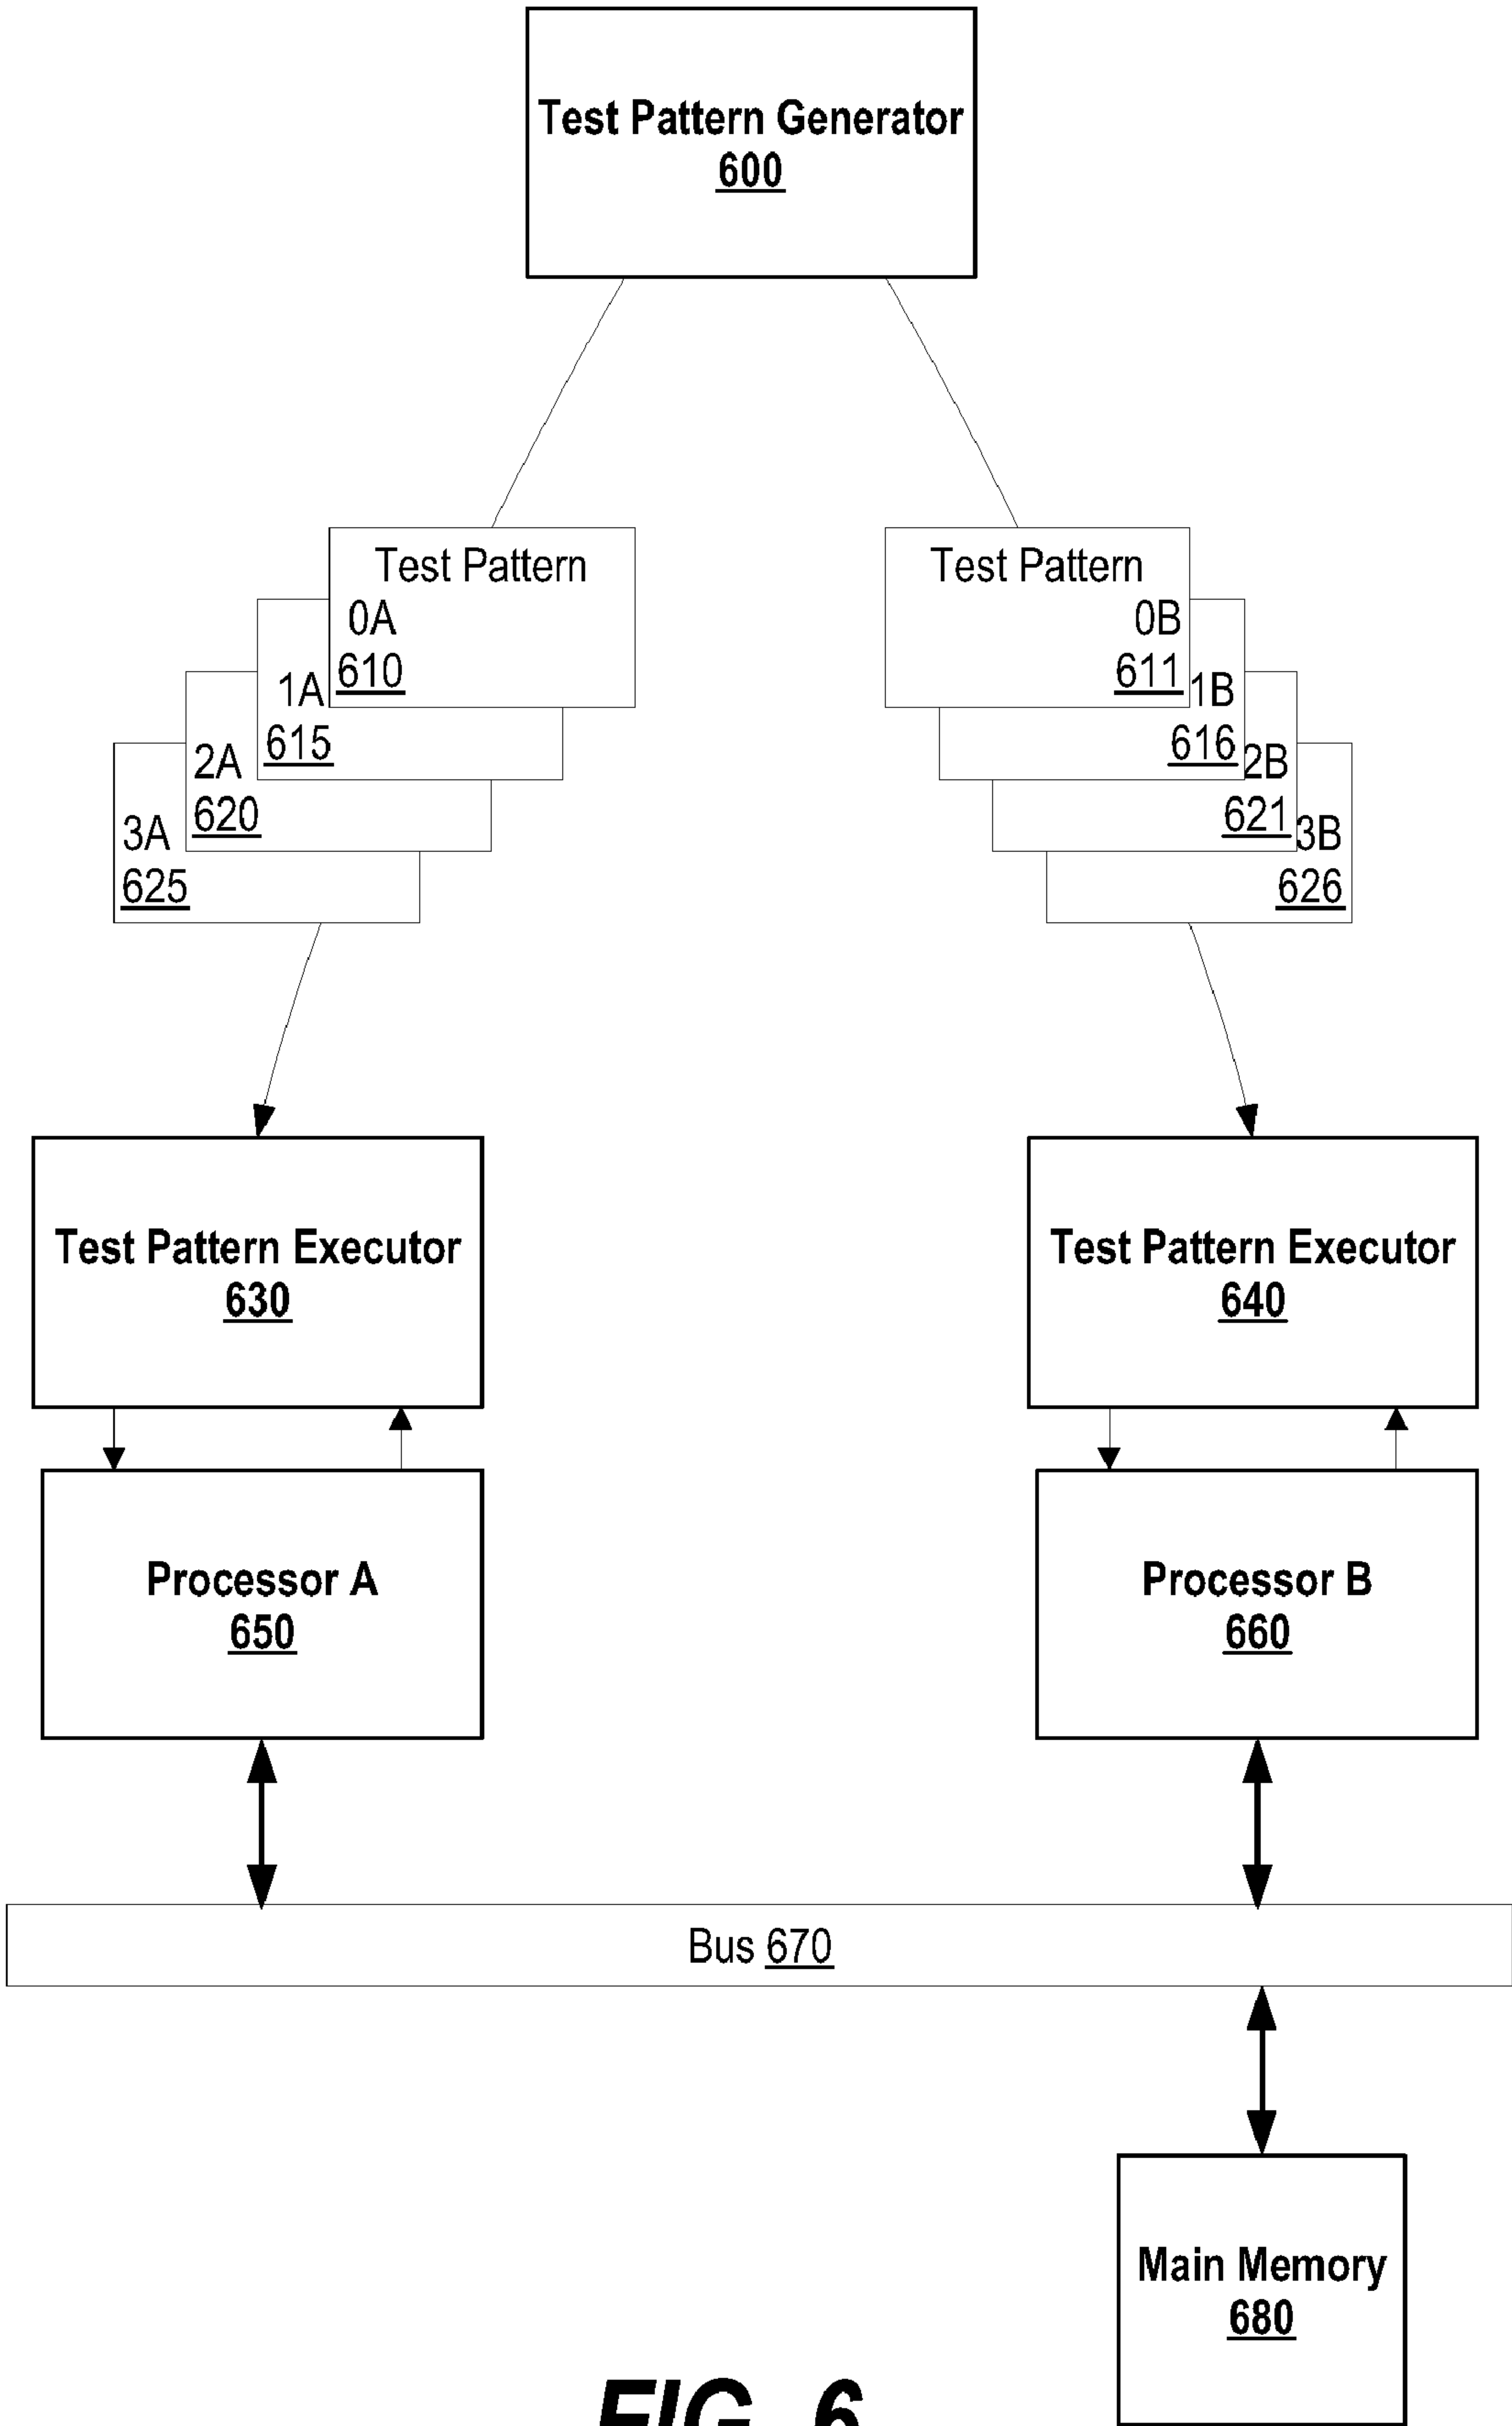 Test Pattern Generator
600
Test Pattern
0A
610
1A
615
2A
620
3A
625
Test Pattern
0B
611
1B
616
2B
621
3B
626
Test Pattern Executor
630
Test Pattern Executor
640
Processor A
650
Processor B
660
Bus 670
Main Memory
680
FIG. 6